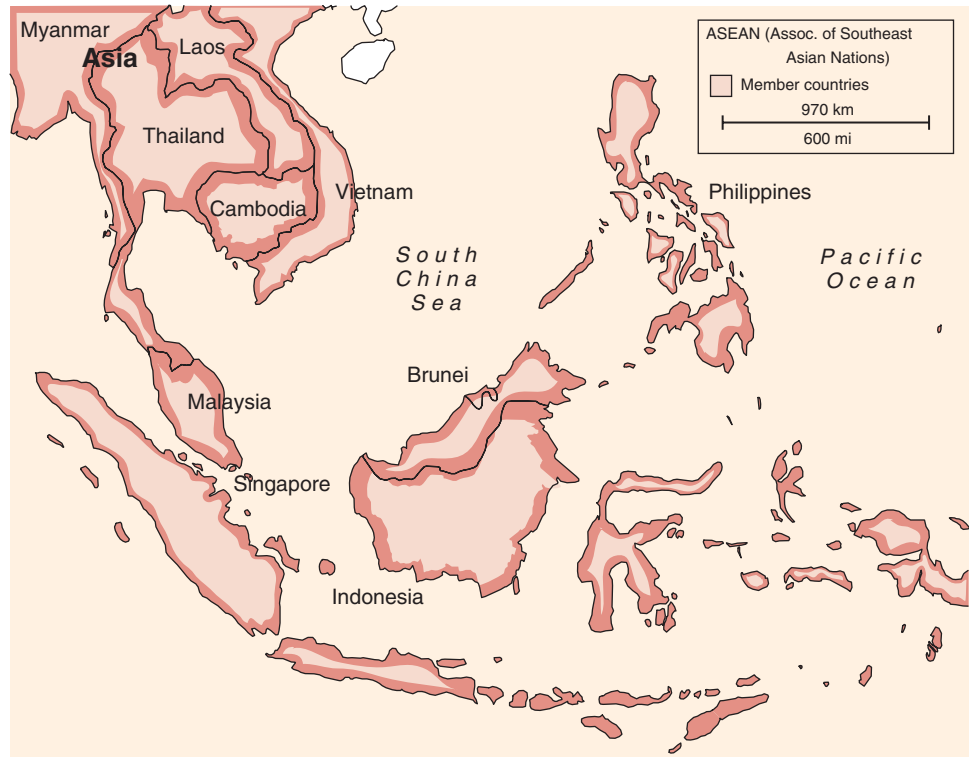 Myanmar
Asia
Laos
Thailand
Cambodia
Vietnam
South
China
Sea
ASEAN (Assoc. of Southeast
Asian Nations)
Member countries
970 km
600 mi
Philippines
Pacific
Ocean
Brunei
Malaysia
Singapore
Indonesia